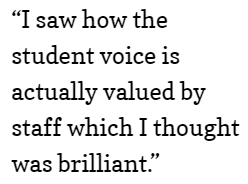 “I saw how the
student voice is
actually valued by
staff which I thought
was brilliant.”